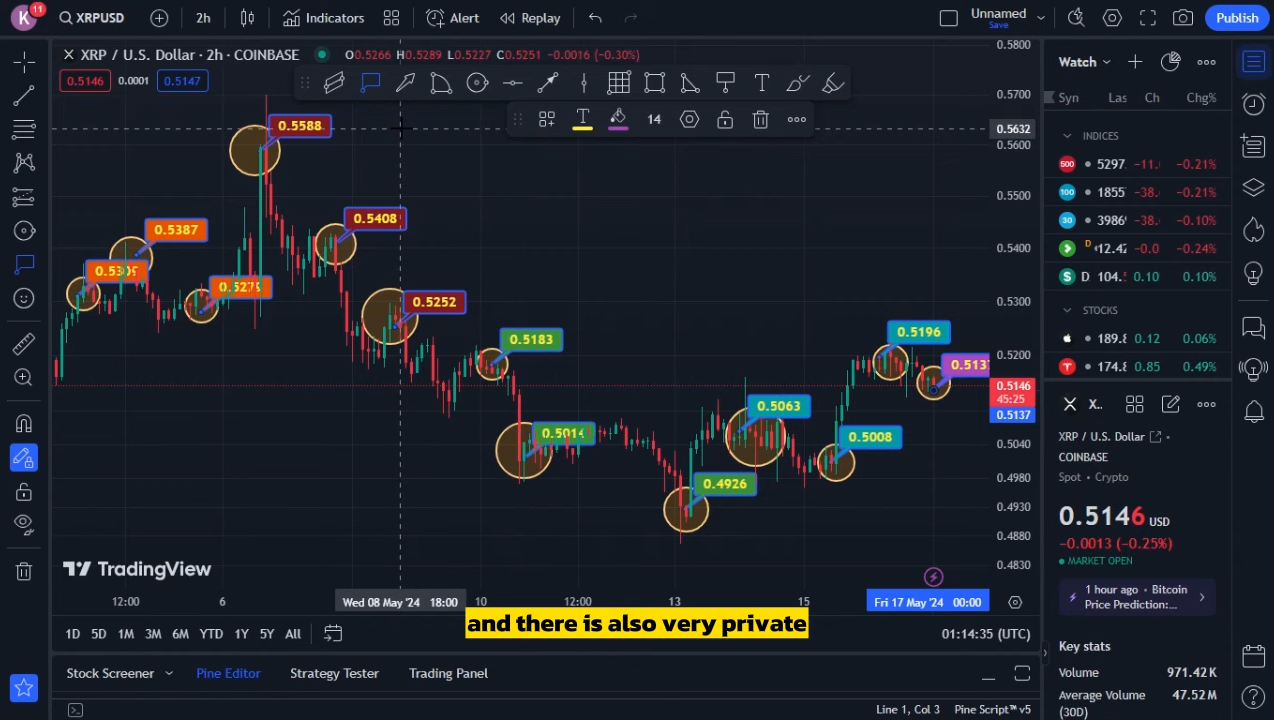 K 11 XRPUSD 2h Indicators Alert Replay Unnamed Save Publish
XRP / U.S. Dollar · 2h · COINBASE O0.5266 H0.5289 L0.5227 C0.5251 -0.0016 (-0.30%)
0.5146 0.0001 0.5147
14
0.5588
0.5408
0.5387
0.5275
0.5252
0.5183
0.5014
0.4926
0.5063
0.5008
0.5196
0.5137
0.5800
0.5700
0.5632
0.5600
0.5500
0.5400
0.5300
0.5200
0.5146
45:25
0.5137
0.5040
0.4980
0.4930
0.4880
0.4830
TradingView
12:00 6 Wed 08 May '24 18:00 10 12:00 13 15 Fri 17 May '24 00:00
and there is also very private
1D 5D 1M 3M 6M YTD 1Y 5Y All 01:14:35 (UTC)
Stock Screener Pine Editor Strategy Tester Trading Panel
Line 1, Col 3 Pine Script™ v5
Watch
Syn Las Ch Chg%
INDICES
500 5297. -11. -0.21%
100 1855 -38. -0.21%
30 3986 -38. -0.10%
D 12.42 -0.0 -0.24%
S D 104. 0.10 0.10%
STOCKS
189.8 0.12 0.06%
T 174.8 0.85 0.49%
X..
XRP / U.S. Dollar
COINBASE
Spot • Crypto
0.5146 USD
-0.0013 (-0.25%)
MARKET OPEN
1 hour ago • Bitcoin
Price Prediction:...
Key stats
Volume 971.42K
Average Volume 47.52M
(30D)